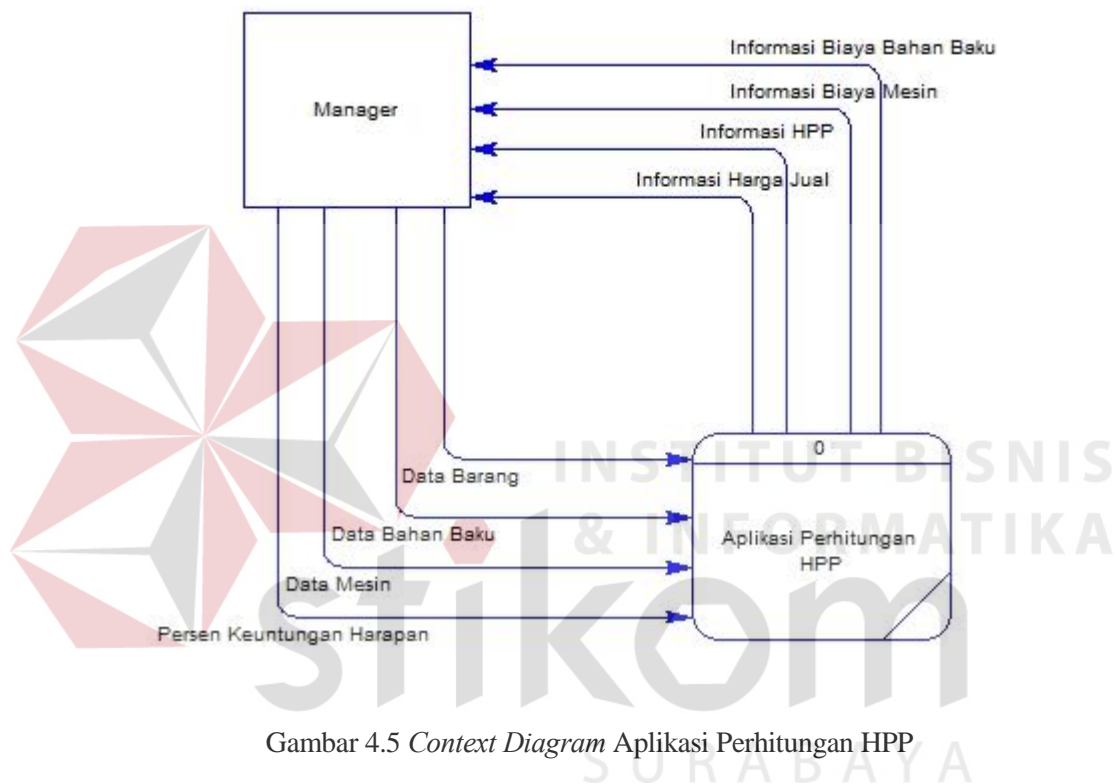 Informasi Biaya Bahan Baku
Informasi Biaya Mesin
Manager
Informasi HPP
Informasi Harga Jual
0
INSTITUT BISNIS
Data Barang
& INFORMATIKA
Data Bahan Baku
Aplikasi Perhitungan
HPP
Data Mesin
stikom
Persen Keuntungan Harapan
Gambar 4.5 Context Diagram Aplikasi Perhitungan HPP
SURABAYA